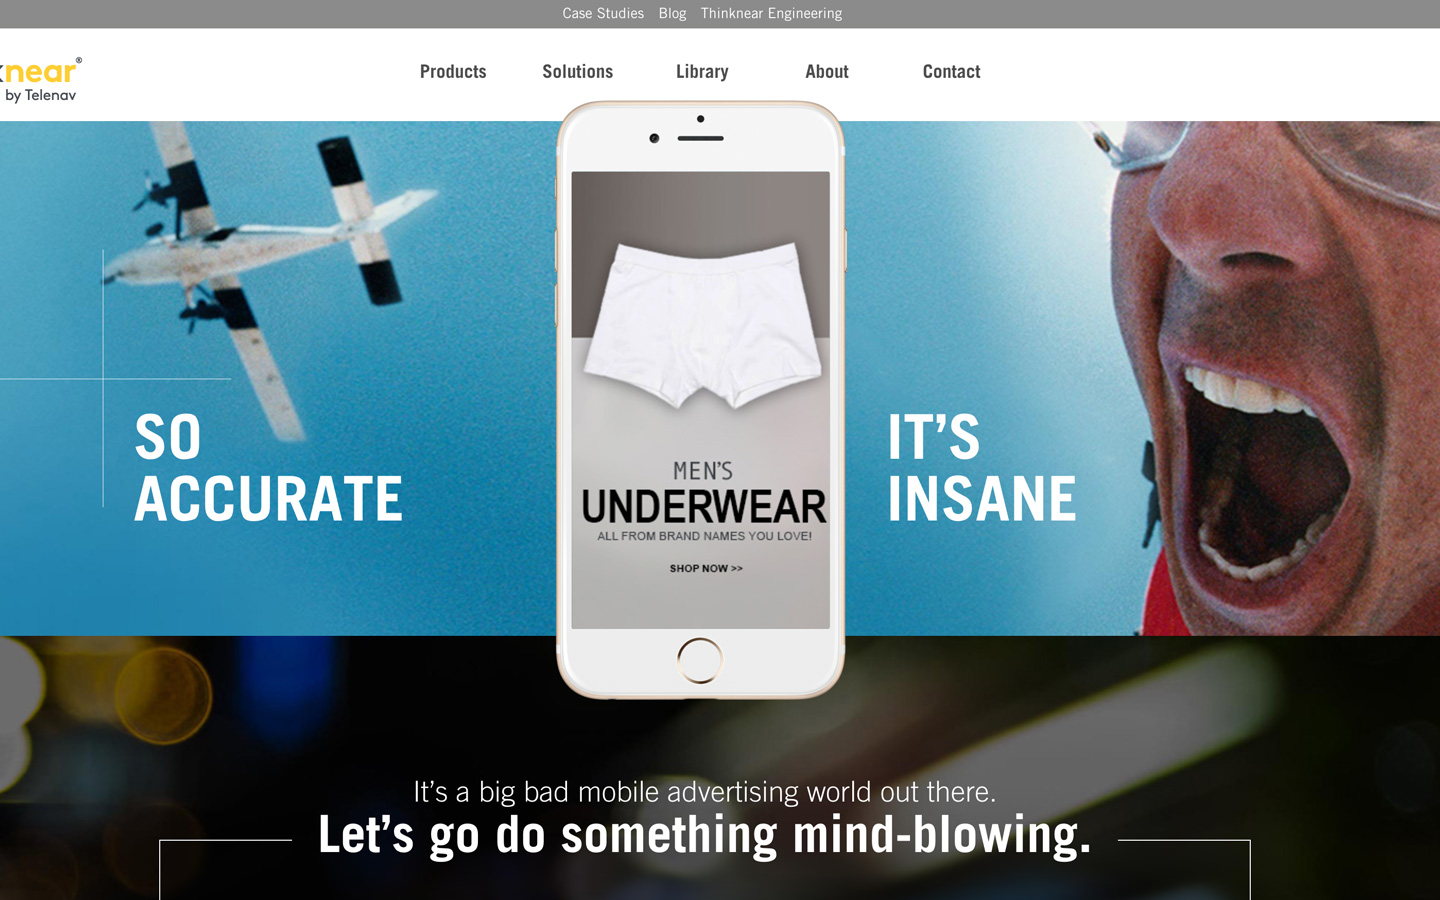 Case Studies Blog Thinknear Engineering
near®
by Telenav
Products Solutions Library About Contact
SO
ACCURATE
MEN'S
UNDERWEAR
ALL FROM BRAND NAMES YOU LOVE!
SHOP NOW >>
IT'S
INSANE
It's a big bad mobile advertising world out there.
Let's go do something mind-blowing.